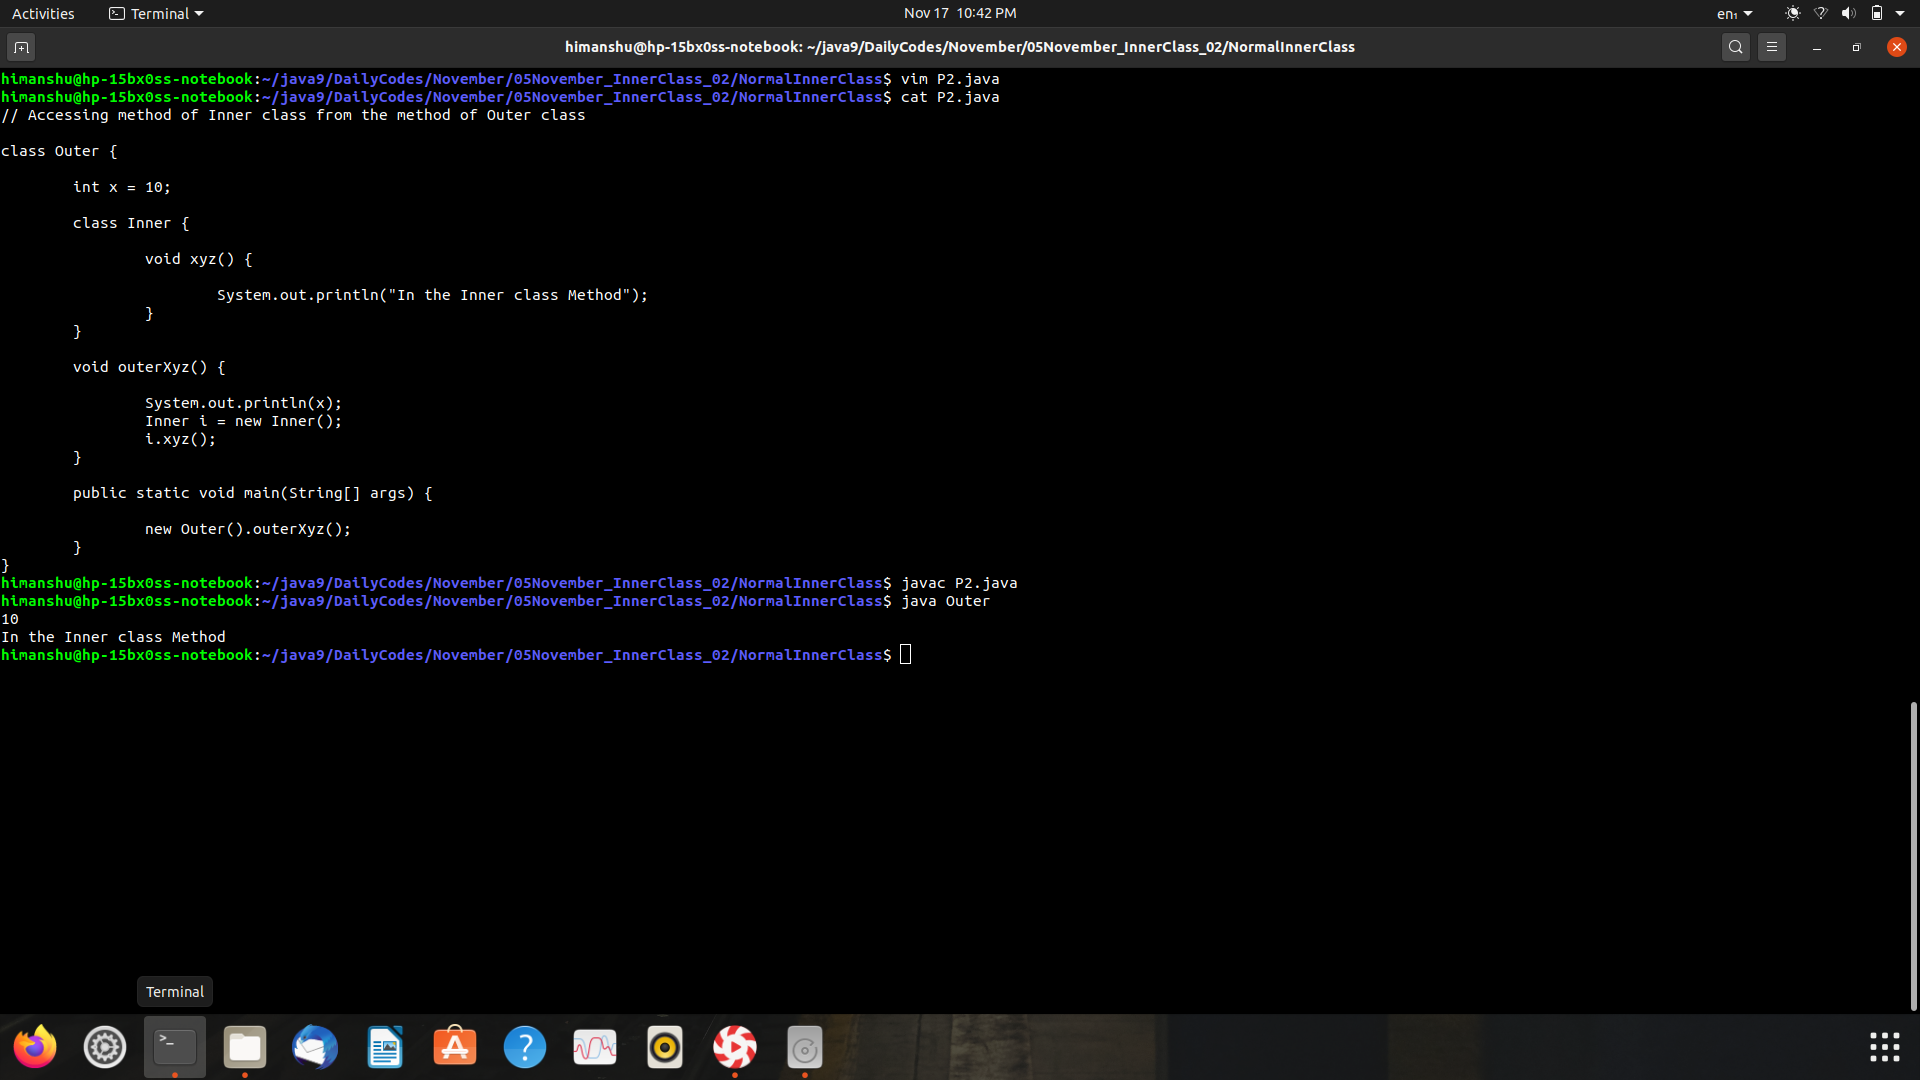 Activities
Terminal
Nov 17 10:42 PM
en₁
himanshu@hp-15bx0ss-notebook: ~/java9/DailyCodes/November/05November_InnerClass_02/NormalInnerClass
himanshu@hp-15bx0ss-notebook:~/java9/DailyCodes/November/05November_InnerClass_02/NormalInnerClass$ vim P2.java
himanshu@hp-15bx0ss-notebook:~/java9/DailyCodes/November/05November_InnerClass_02/NormalInnerClass$ cat P2.java
// Accessing method of Inner class from the method of Outer class
class Outer {
int x = 10;
class Inner {
void xyz() {
System.out.println("In the Inner class Method");
}
}
void outerXyz() {
System.out.println(x);
Inner i = new Inner();
i.xyz();
}
public static void main(String[] args) {
new Outer().outerXyz();
}
}
himanshu@hp-15bx0ss-notebook:~/java9/DailyCodes/November/05November_InnerClass_02/NormalInnerClass$ javac P2.java
himanshu@hp-15bx0ss-notebook:~/java9/DailyCodes/November/05November_InnerClass_02/NormalInnerClass$ java Outer
10
In the Inner class Method
himanshu@hp-15bx0ss-notebook:~/java9/DailyCodes/November/05November_InnerClass_02/NormalInnerClass$
Terminal